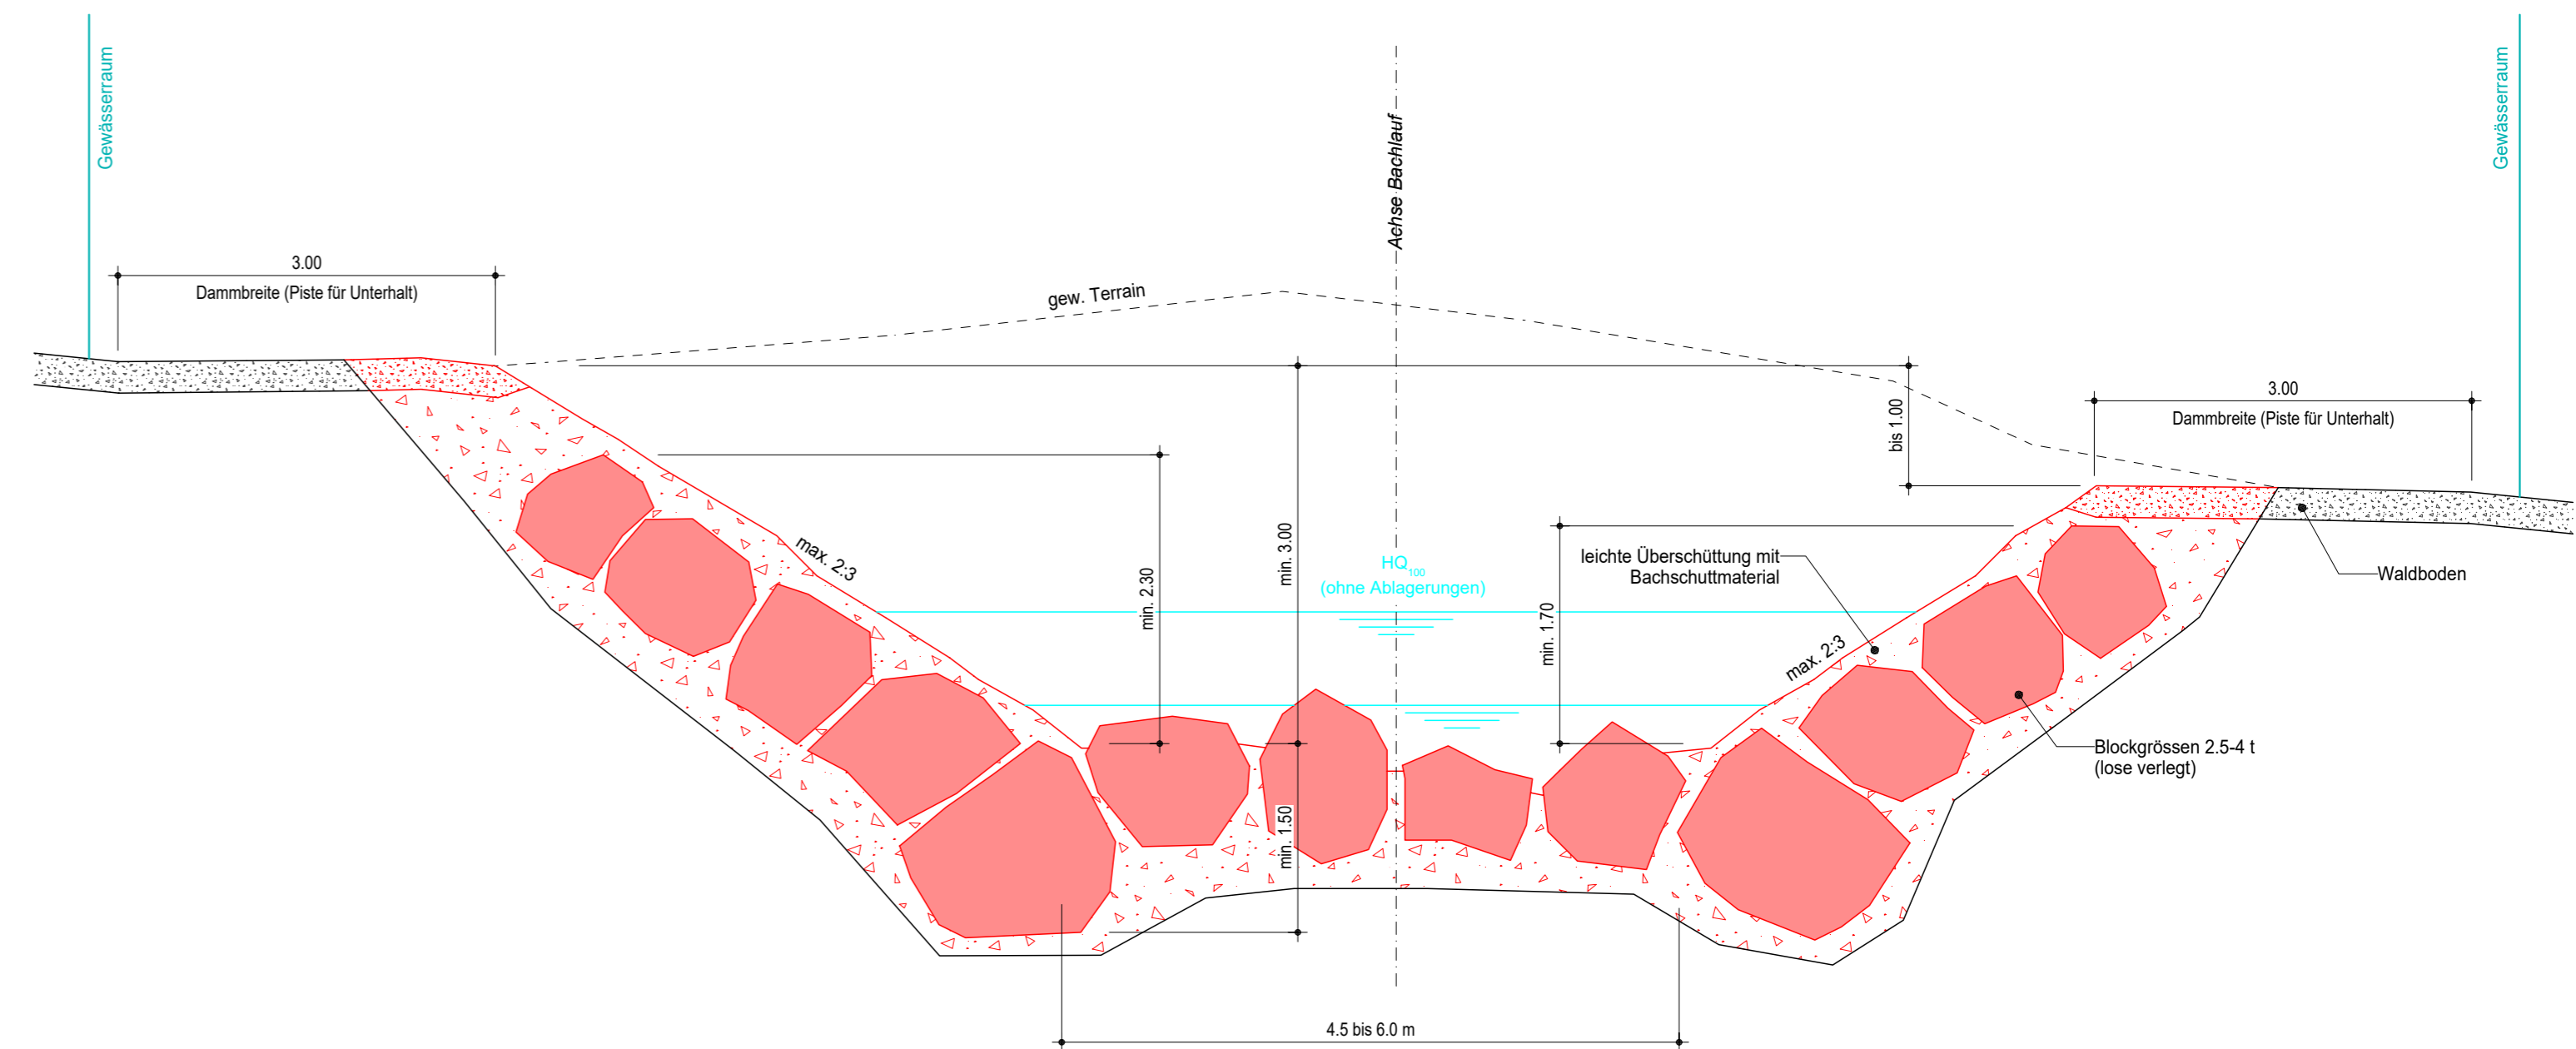 Gewässerraum
Gewässerraum
Achse Bachlauf
3.00
Dammbreite (Piste für Unterhalt)
gew. Terrain
3.00
Dammbreite (Piste für Unterhalt)
bis 1.00
min. 3.00
max. 2:3
min. 2.30
HQ100
(ohne Ablagerungen)
min. 1.70
leichte Überschüttung mit
Bachschuttmaterial
Waldboden
max. 2:3
Blockgrössen 2.5-4 t
(lose verlegt)
min. 1.50
4.5 bis 6.0 m